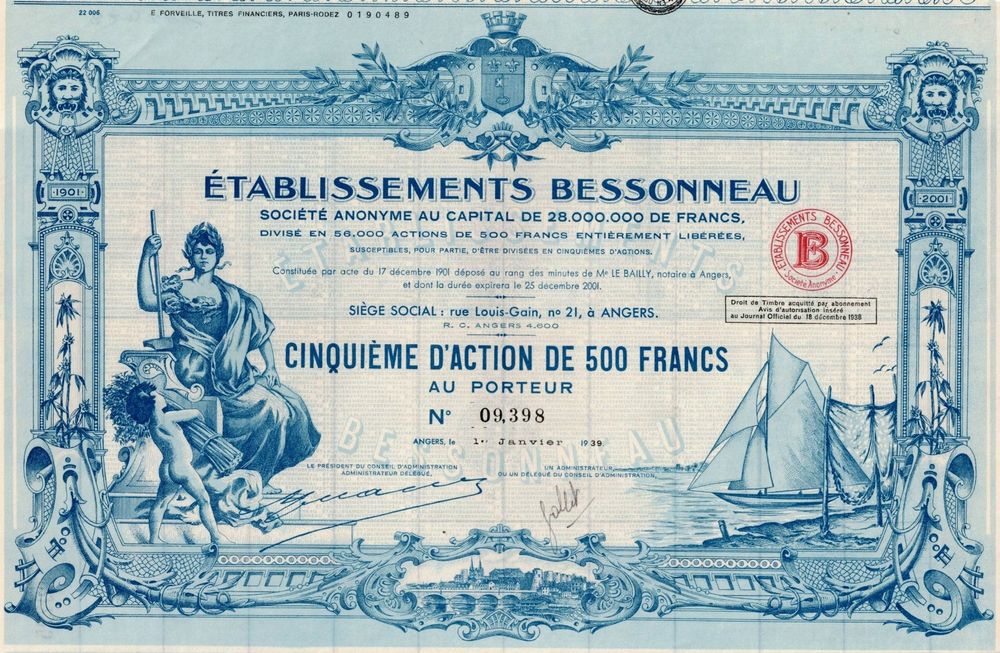 22 006
E FORVEILLE, TITRES FINANCIERS, PARIS-RODEZ 0190489
1901
2001
ÉTABLISSEMENTS BESSONNEAU
SOCIÉTÉ ANONYME AU CAPITAL DE 28.000.000 DE FRANCS,
DIVISÉ EN 56.000 ACTIONS DE 500 FRANCS ENTIÈREMENT LIBÉRÉES,
SUSCEPTIBLES, POUR PARTIE, D'ÊTRE DIVISÉES EN CINQUIÈMES D'ACTIONS.
Constituée par acte du 17 décembre 1901 déposé au rang des minutes de Me LE BAILLY, notaire à Angers,
et dont la durée expirera le 25 décembre 2001.
SIÈGE SOCIAL : rue Louis-Gain, no 21, à ANGERS.
R. C. ANGERS 4.600
ÉTABLISSEMENTS BESSONNEAU
B
Société Anonyme
Droit de Timbre acquitté par abonnement
Avis d'autorisation inséré
au Journal Officiel du 18 décembre 1938
CINQUIÈME D'ACTION DE 500 FRANCS
AU PORTEUR
No 09,398
ANGERS, le 1er Janvier 1939.
LE PRÉSIDENT DU CONSEIL D'ADMINISTRATION
ADMINISTRATEUR DÉLÉGUÉ,
UN ADMINISTRATEUR,
OU UN DÉLÉGUÉ DU CONSEIL D'ADMINISTRATION,
ÉTABLISSEMENTS
BESSONNEAU